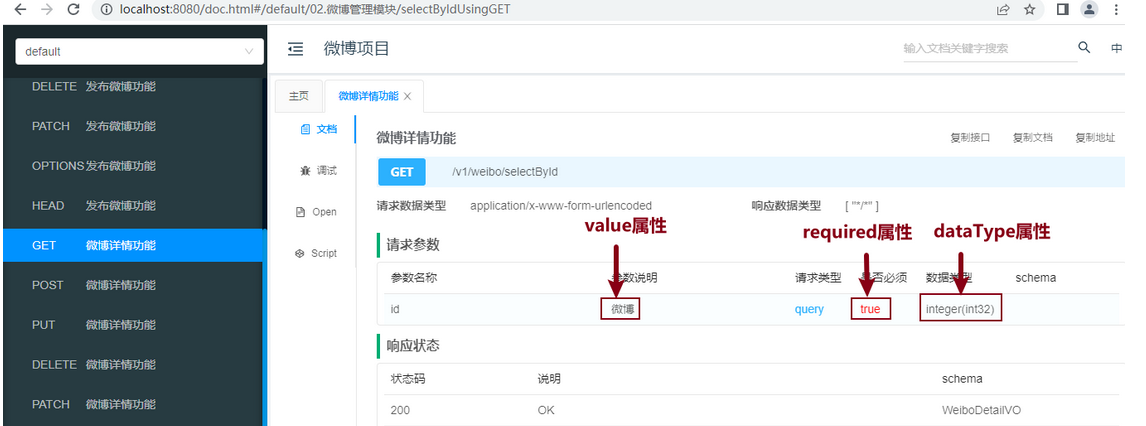 localhost:8080/doc.html#/default/02.微博管理模块/selectByIdUsingGET
default
微博项目
输入文档关键字搜索
中
DELETE 发布微博功能
PATCH 发布微博功能
OPTIONS发布微博功能
HEAD 发布微博功能
GET 微博详情功能
POST 微博详情功能
PUT 微博详情功能
DELETE 微博详情功能
PATCH 微博详情功能
主页
微博详情功能
文档
调试
Open
Script
微博详情功能
复制接口 复制文档 复制地址
GET /v1/weibo/selectById
请求数据类型 application/x-www-form-urlencoded 响应数据类型 [ "*/*" ]
value属性 required属性 dataType属性
请求参数
参数名称 参数说明 请求类型 是否必须 数据类型 schema
id 微博 query true integer(int32)
响应状态
状态码 说明 schema
200 OK WeiboDetailVO